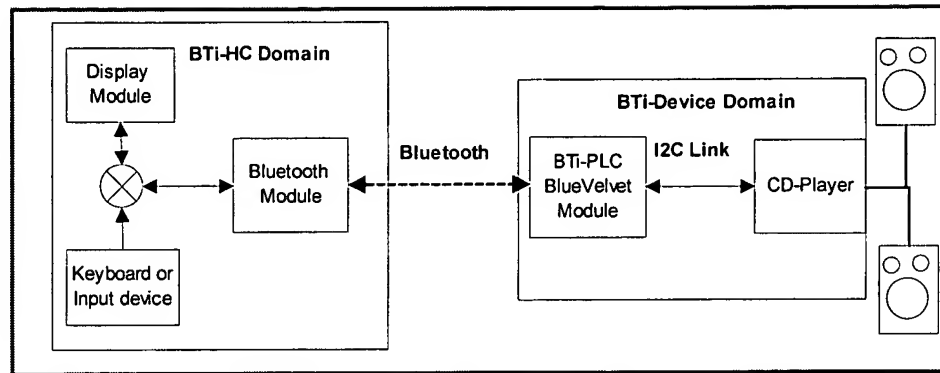 BTi-HC Domain
Display
Module
Bluetooth
Module
Keyboard or
Input device
Bluetooth
BTi-Device Domain
BTi-PLC
BlueVelvet
Module
I2C Link
CD-Player